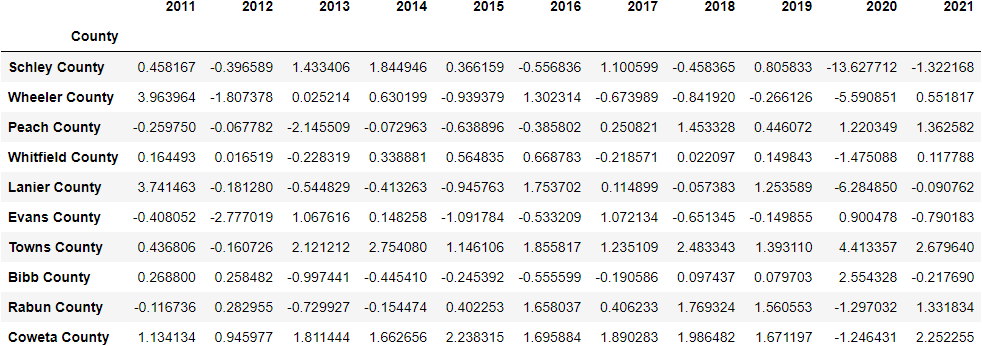 2011 2012 2013 2014 2015 2016 2017 2018 2019 2020 2021
County
Schley County 0.458167 -0.396589 1.433406 1.844946 0.366159 -0.556836 1.100599 -0.458365 0.805833 -13.627712 -1.322168
Wheeler County 3.963964 -1.807378 0.025214 0.630199 -0.939379 1.302314 -0.673989 -0.841920 -0.266126 -5.590851 0.551817
Peach County -0.259750 -0.067782 -2.145509 -0.072963 -0.638896 -0.385802 0.250821 1.453328 0.446072 1.220349 1.362582
Whitfield County 0.164493 0.016519 -0.228319 0.338881 0.564835 0.668783 -0.218571 0.022097 0.149843 -1.475088 0.117788
Lanier County 3.741463 -0.181280 -0.544829 -0.413263 -0.945763 1.753702 0.114899 -0.057383 1.253589 -6.284850 -0.090762
Evans County -0.408052 -2.777019 1.067616 0.148258 -1.091784 -0.533209 1.072134 -0.651345 -0.149855 0.900478 -0.790183
Towns County 0.436806 -0.160726 2.121212 2.754080 1.146106 1.855817 1.235109 2.483343 1.393110 4.413357 2.679640
Bibb County 0.268800 0.258482 -0.997441 -0.445410 -0.245392 -0.555599 -0.190586 0.097437 0.079703 2.554328 -0.217690
Rabun County -0.116736 0.282955 -0.729927 -0.154474 0.402253 1.658037 0.406233 1.769324 1.560553 -1.297032 1.331834
Coweta County 1.134134 0.945977 1.811444 1.662656 2.238315 1.695884 1.890283 1.986482 1.671197 -1.246431 2.252255